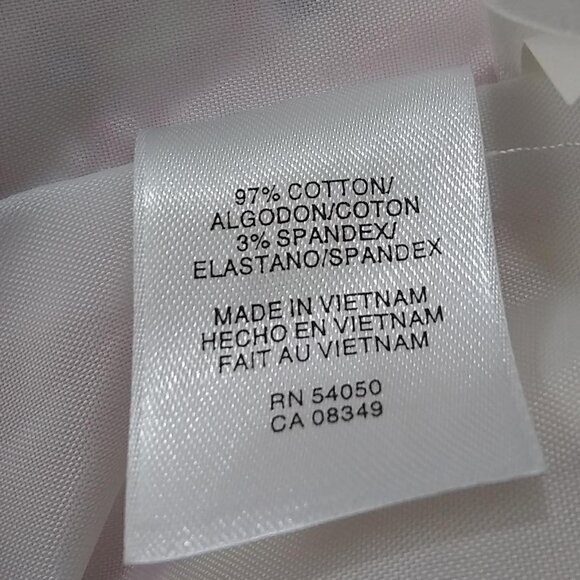 97% COTTON/
ALGODON/COTON
3% SPANDEX/
ELASTANO/SPANDEX
MADE IN VIETNAM
HECHO EN VIETNAM
FAIT AU VIETNAM
RN 54050
CA 08349